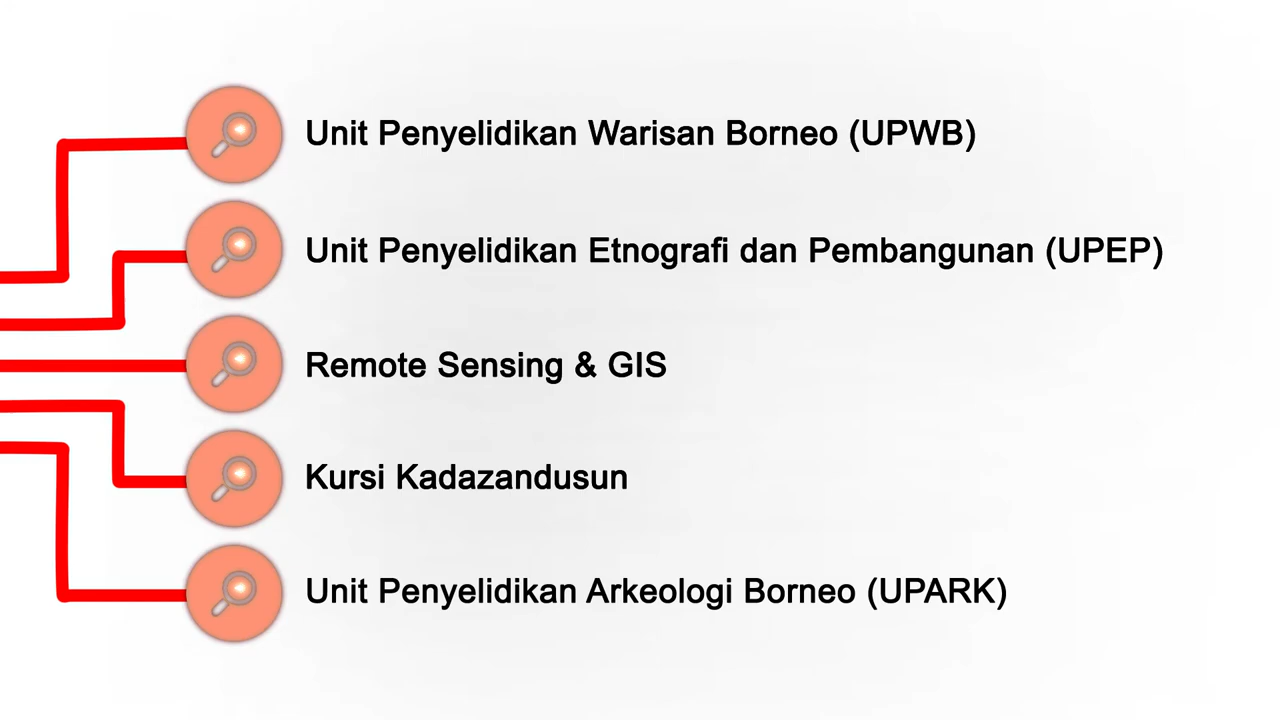 Unit Penyelidikan Warisan Borneo (UPWB)
Unit Penyelidikan Etnografi dan Pembangunan (UPEP)
Remote Sensing & GIS
Kursi Kadazandusun
Unit Penyelidikan Arkeologi Borneo (UPARK)